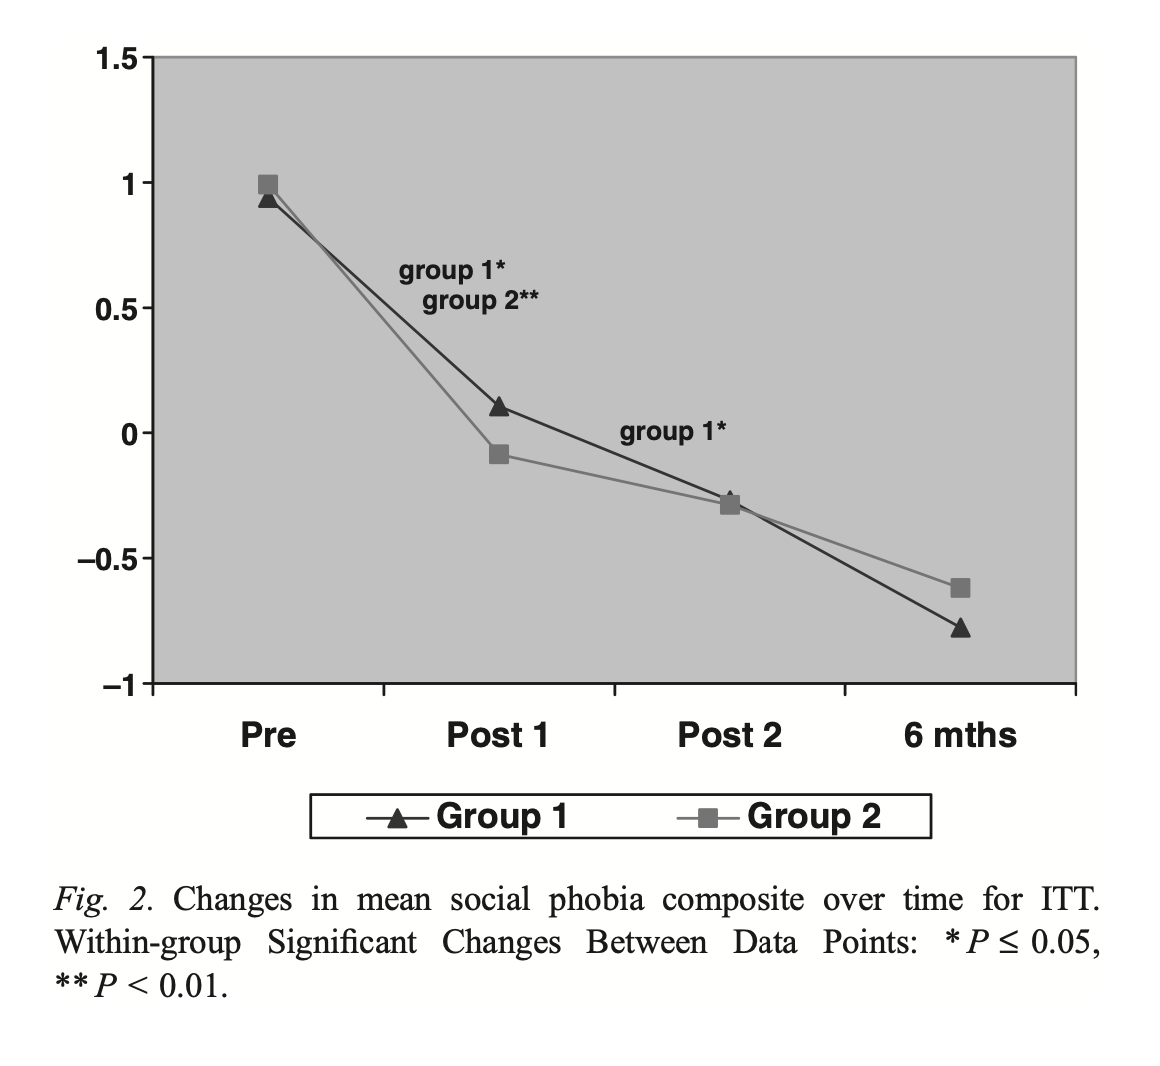 1.5
1
0.5
0
–0.5
–1
group 1*
group 2**
group 1*
Pre Post 1 Post 2 6 mths
Group 1 Group 2
Fig. 2. Changes in mean social phobia composite over time for ITT.
Within-group Significant Changes Between Data Points: * P ≤ 0.05,
** P < 0.01.